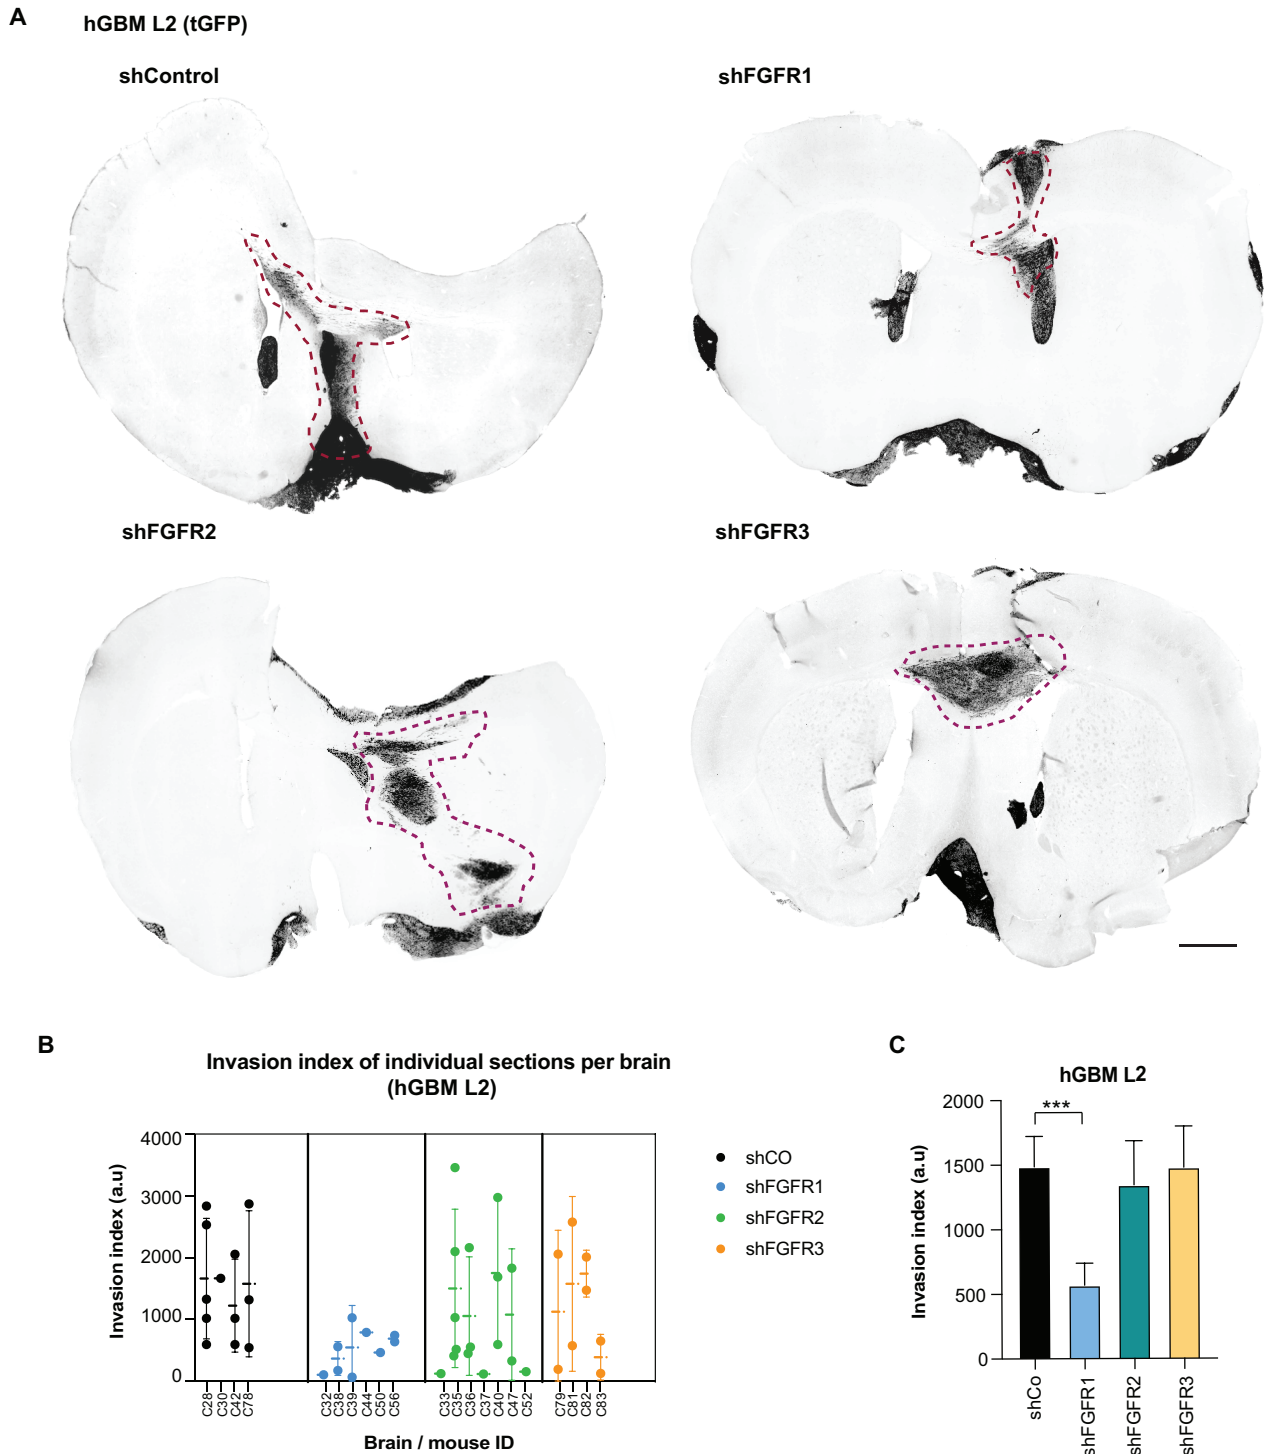 A
hGBM L2 (tGFP)
shControl
shFGFR1
shFGFR2
shFGFR3
B
Invasion index of individual sections per brain
(hGBM L2)
Invasion index (a.u)
4000
3000
2000
1000
0
C28
C30
C42
C78
C32
C38
C39
C44
C50
C56
C33
C35
C36
C37
C40
C47
C52
C79
C81
C82
C83
Brain / mouse ID
shCO
shFGFR1
shFGFR2
shFGFR3
C
hGBM L2
Invasion index (a.u)
2000
1500
1000
500
0
***
shCo
shFGFR1
shFGFR2
shFGFR3